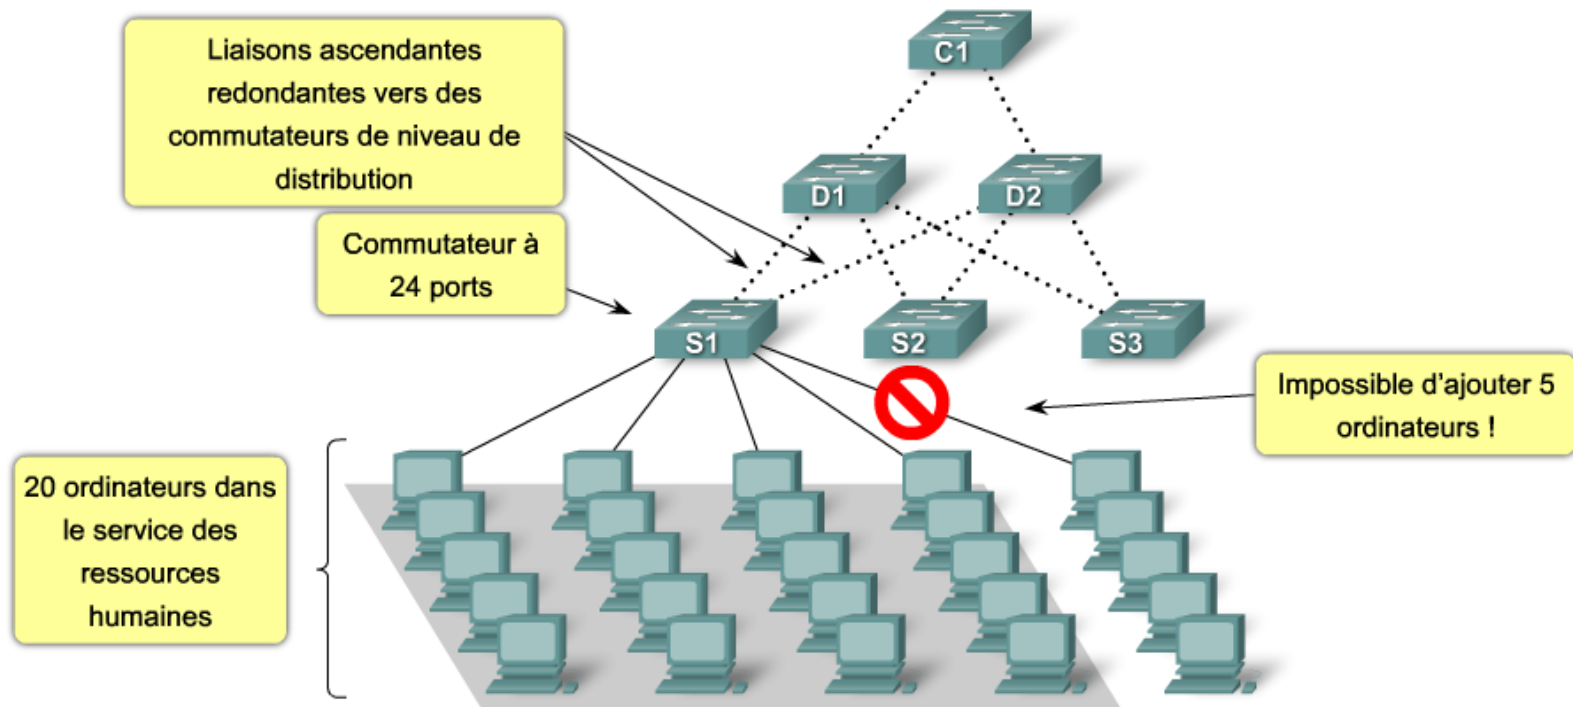 Liaisons ascendantes
redondantes vers des
commutateurs de niveau de
distribution
C1
D1
D2
Commutateur à
24 ports
S1
S2
S3
Impossible d'ajouter 5
ordinateurs !
20 ordinateurs dans
le service des
ressources
humaines